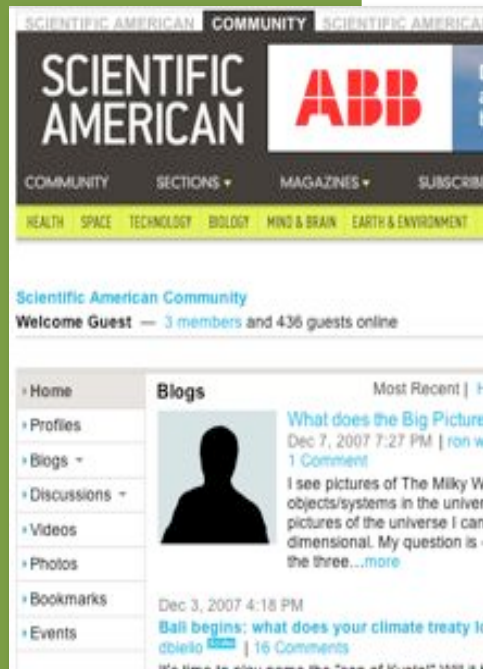 SCIENTIFIC AMERICAN COMMUNITY SCIENTIFIC AMERICAN
SCIENTIFIC
AMERICAN
ABB
COMMUNITY SECTIONS MAGAZINES SUBSCRIBE
HEALTH SPACE TECHNOLOGY BIOLOGY MIND & BRAIN EARTH & ENVIRONMENT
Scientific American Community
Welcome Guest — 3 members and 436 guests online
Home
Profiles
Blogs
Discussions
Videos
Photos
Bookmarks
Events
Blogs Most Recent |
What does the Big Picture
Dec 7, 2007 7:27 PM | ron w
1 Comment
I see pictures of The Milky W
objects/systems in the univer
pictures of the universe I can
dimensional. My question is
the three...more
Dec 3, 2007 4:18 PM
Bali begins: what does your climate treaty lo
dbiello | 16 Comments